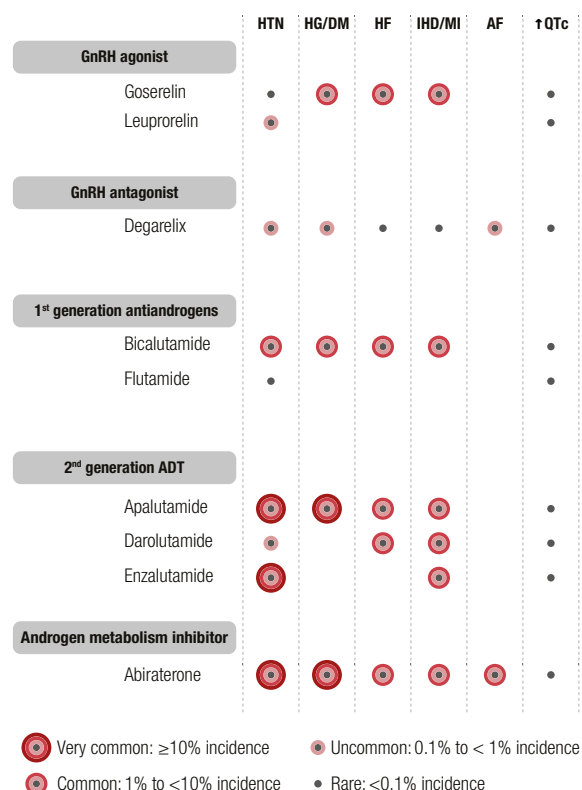 HTN HG/DM HF IHD/MI AF ↑QTc
GnRH agonist
Goserelin
Leuprorelin
GnRH antagonist
Degarelix
1st generation antiandrogens
Bicalutamide
Flutamide
2nd generation ADT
Apalutamide
Darolutamide
Enzalutamide
Androgen metabolism inhibitor
Abiraterone
Very common: ≥10% incidence
Uncommon: 0.1% to < 1% incidence
Common: 1% to <10% incidence
Rare: <0.1% incidence